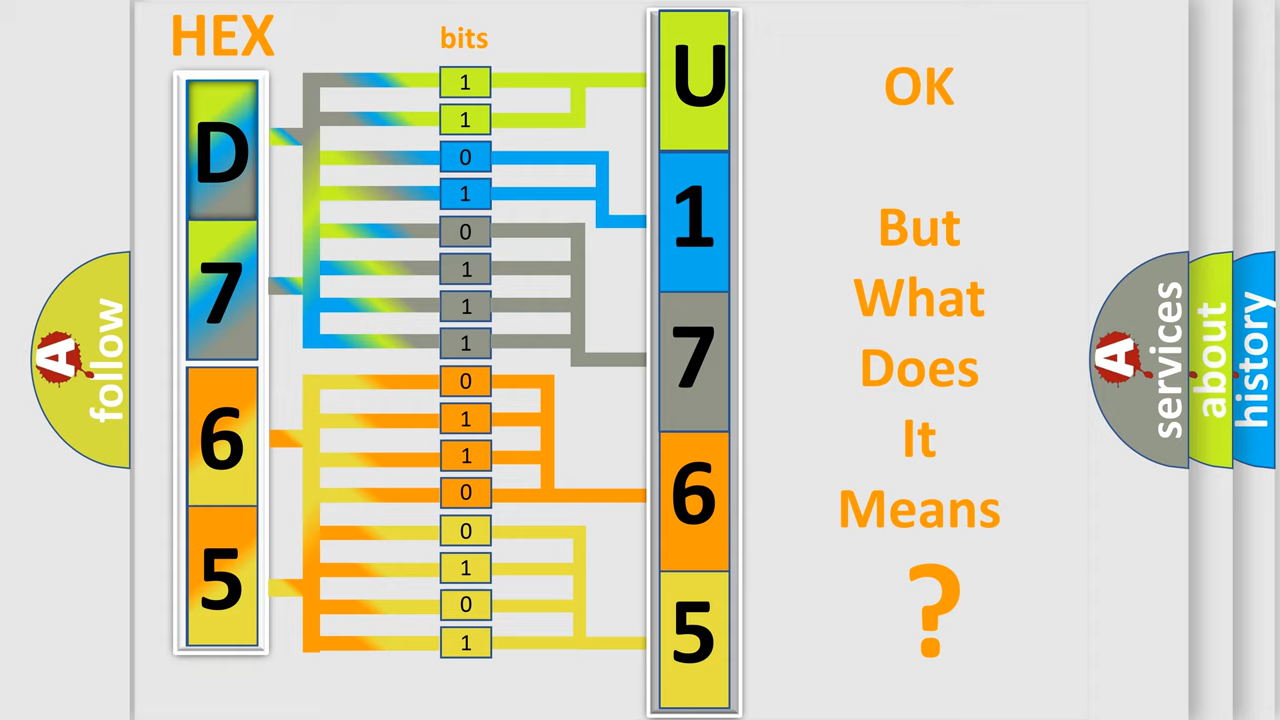 HEX
bits
D
7
6
5
1
1
0
1
0
1
1
1
0
1
1
0
0
1
0
1
U
1
7
6
5
OK
But
What
Does
It
Means
?
A
follow
A
services
about
history